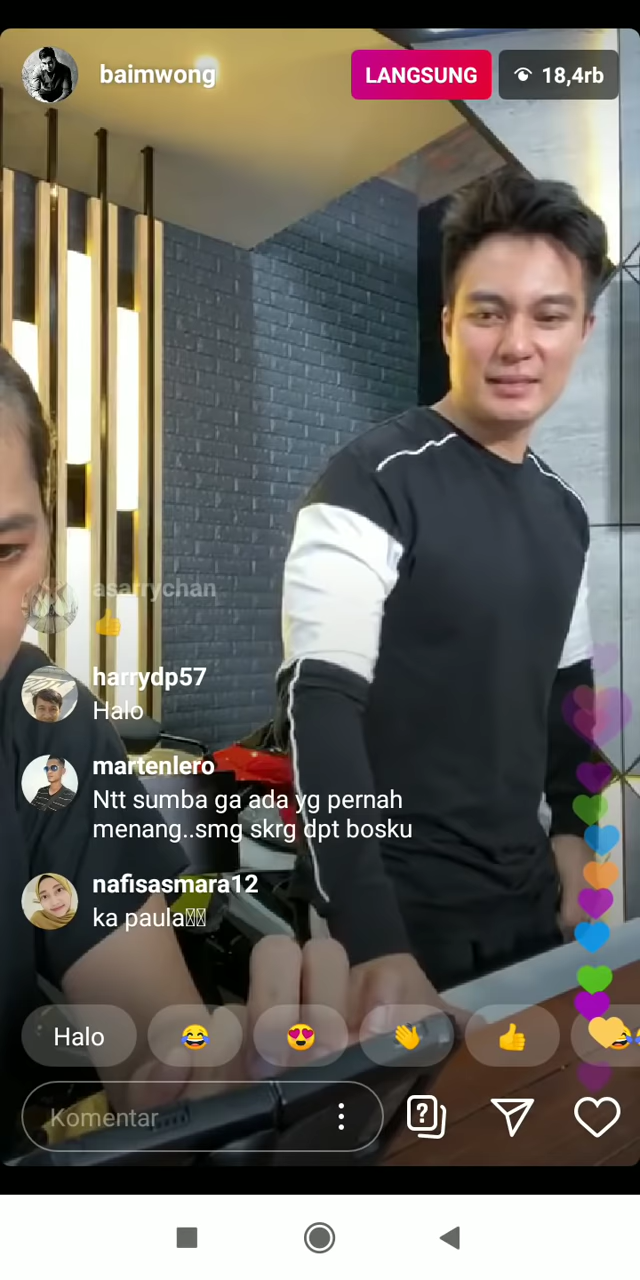 baimwong
LANGSUNG
18,4rb
asarrychan
👍
harrydp57
Halo
martenlero
Ntt sumba ga ada yg pernah
menang..smg skrg dpt bosku
nafisasmara12
ka paula
Halo 😂 😍 👋 👍
Komentar